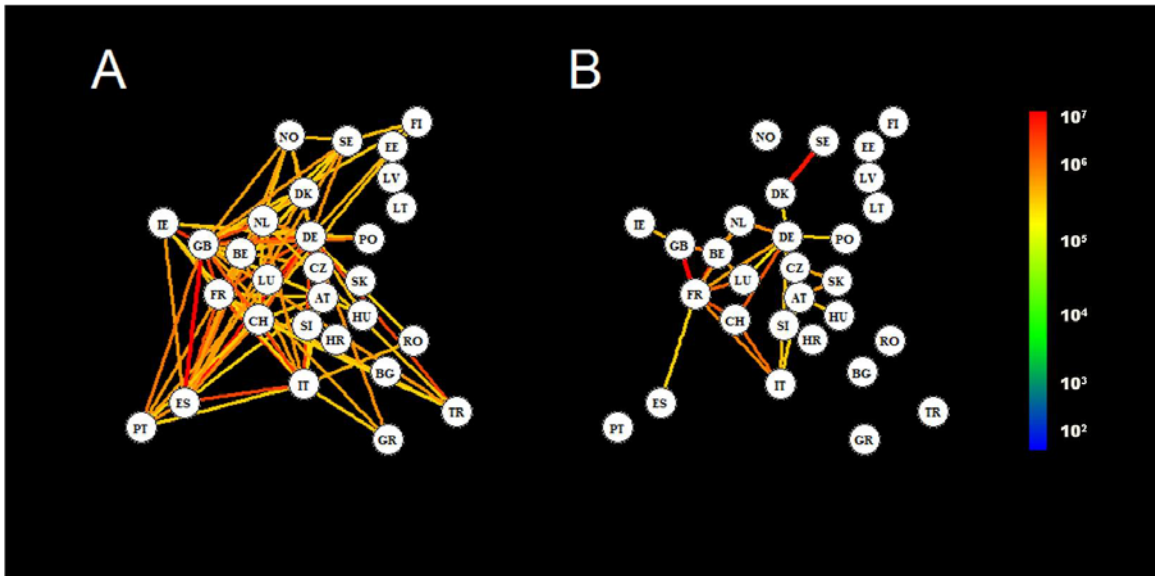 A
B
NO
SE
FI
EE
LV
LT
DK
IE
NL
GB
DE
PO
BE
CZ
LU
SK
FR
AT
CH
SI
HU
HR
RO
IT
BG
ES
TR
PT
GR
NO
SE
FI
EE
LV
LT
DK
IE
NL
GB
DE
PO
BE
CZ
LU
SK
FR
AT
CH
SI
HU
HR
RO
IT
BG
ES
TR
PT
GR
10⁷
10⁶
10⁵
10⁴
10³
10²